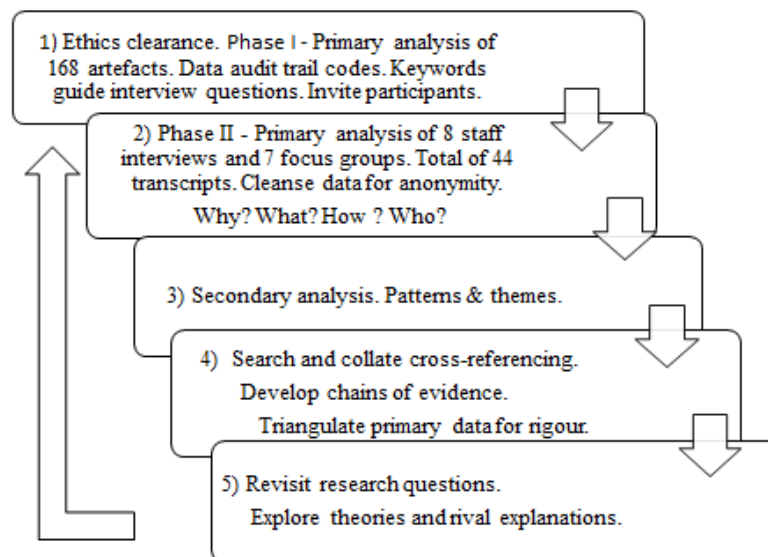 1) Ethics clearance. Phase I - Primary analysis of
168 artefacts. Data audit trail codes. Keywords
guide interview questions. Invite participants.
2) Phase II - Primary analysis of 8 staff
interviews and 7 focus groups. Total of 44
transcripts. Cleanse data for anonymity.
Why? What? How ? Who?
3) Secondary analysis. Patterns & themes.
4) Search and collate cross-referencing.
Develop chains of evidence.
Triangulate primary data for rigour.
5) Revisit research questions.
Explore theories and rival explanations.